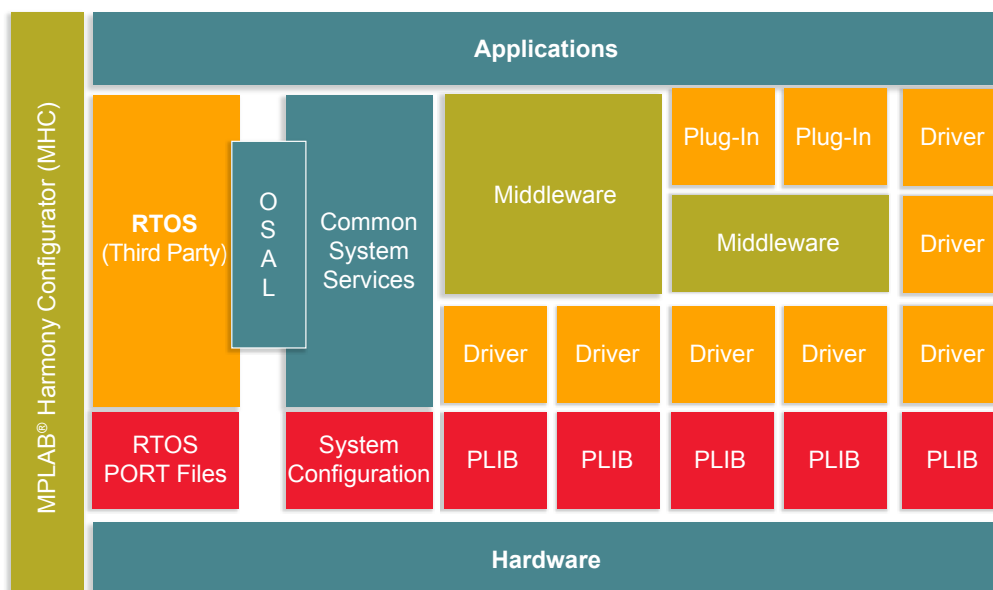 MPLAB® Harmony Configurator (MHC)
Applications
RTOS
(Third Party)
O
S
A
L
Common
System
Services
Middleware
Plug-In
Plug-In
Driver
Middleware
Driver
Driver
Driver
Driver
Driver
Driver
RTOS
PORT Files
System
Configuration
PLIB
PLIB
PLIB
PLIB
PLIB
Hardware